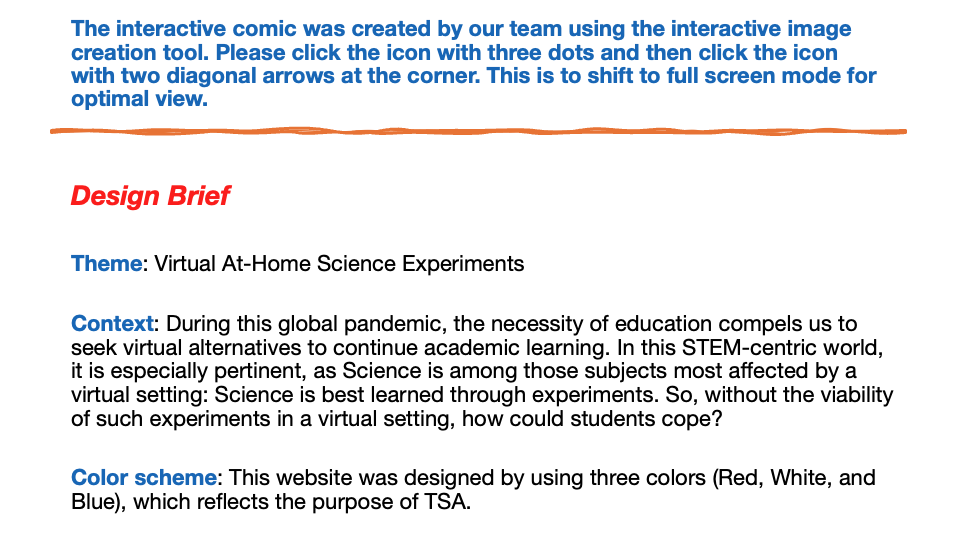 The interactive comic was created by our team using the interactive image
creation tool. Please click the icon with three dots and then click the icon
with two diagonal arrows at the corner. This is to shift to full screen mode for
optimal view.
Design Brief
Theme: Virtual At-Home Science Experiments
Context: During this global pandemic, the necessity of education compels us to
seek virtual alternatives to continue academic learning. In this STEM-centric world,
it is especially pertinent, as Science is among those subjects most affected by a
virtual setting: Science is best learned through experiments. So, without the viability
of such experiments in a virtual setting, how could students cope?
Color scheme: This website was designed by using three colors (Red, White, and
Blue), which reflects the purpose of TSA.